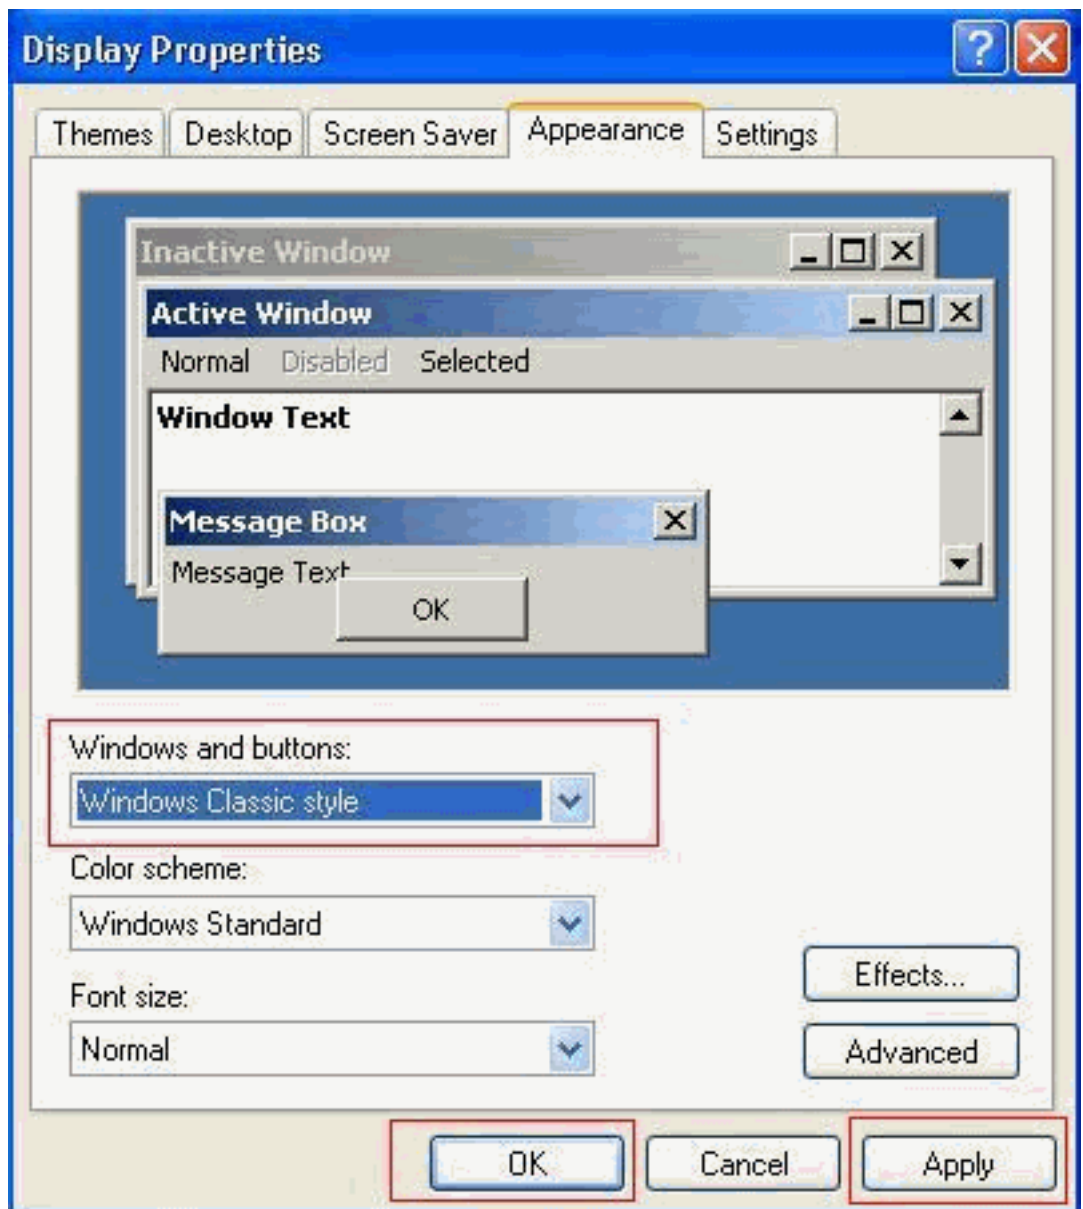 Display Properties
Themes Desktop Screen Saver Appearance Settings
Inactive Window
Active Window
Normal Disabled Selected
Window Text
Message Box
Message Text
OK
Windows and buttons:
Windows Classic style
Color scheme:
Windows Standard
Effects...
Font size:
Normal
Advanced
OK Cancel Apply